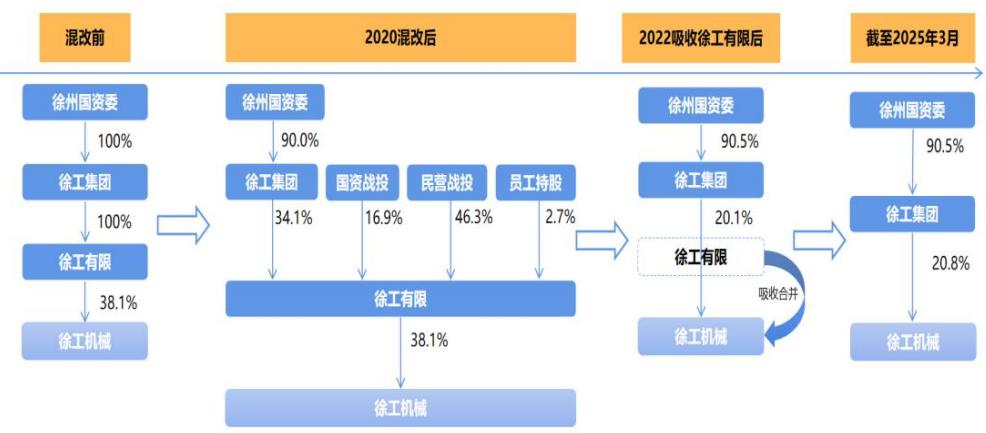 混改前
徐州国资委
100%
徐工集团
100%
徐工有限
38.1%
徐工机械
2020混改后
徐州国资委
90.0%
徐工集团
国资战投
民营战投
员工持股
34.1%
16.9%
46.3%
2.7%
徐工有限
38.1%
徐工机械
2022吸收徐工有限后
徐州国资委
90.5%
徐工集团
20.1%
徐工有限
吸收合并
徐工机械
截至2025年3月
徐州国资委
90.5%
徐工集团
20.8%
徐工机械